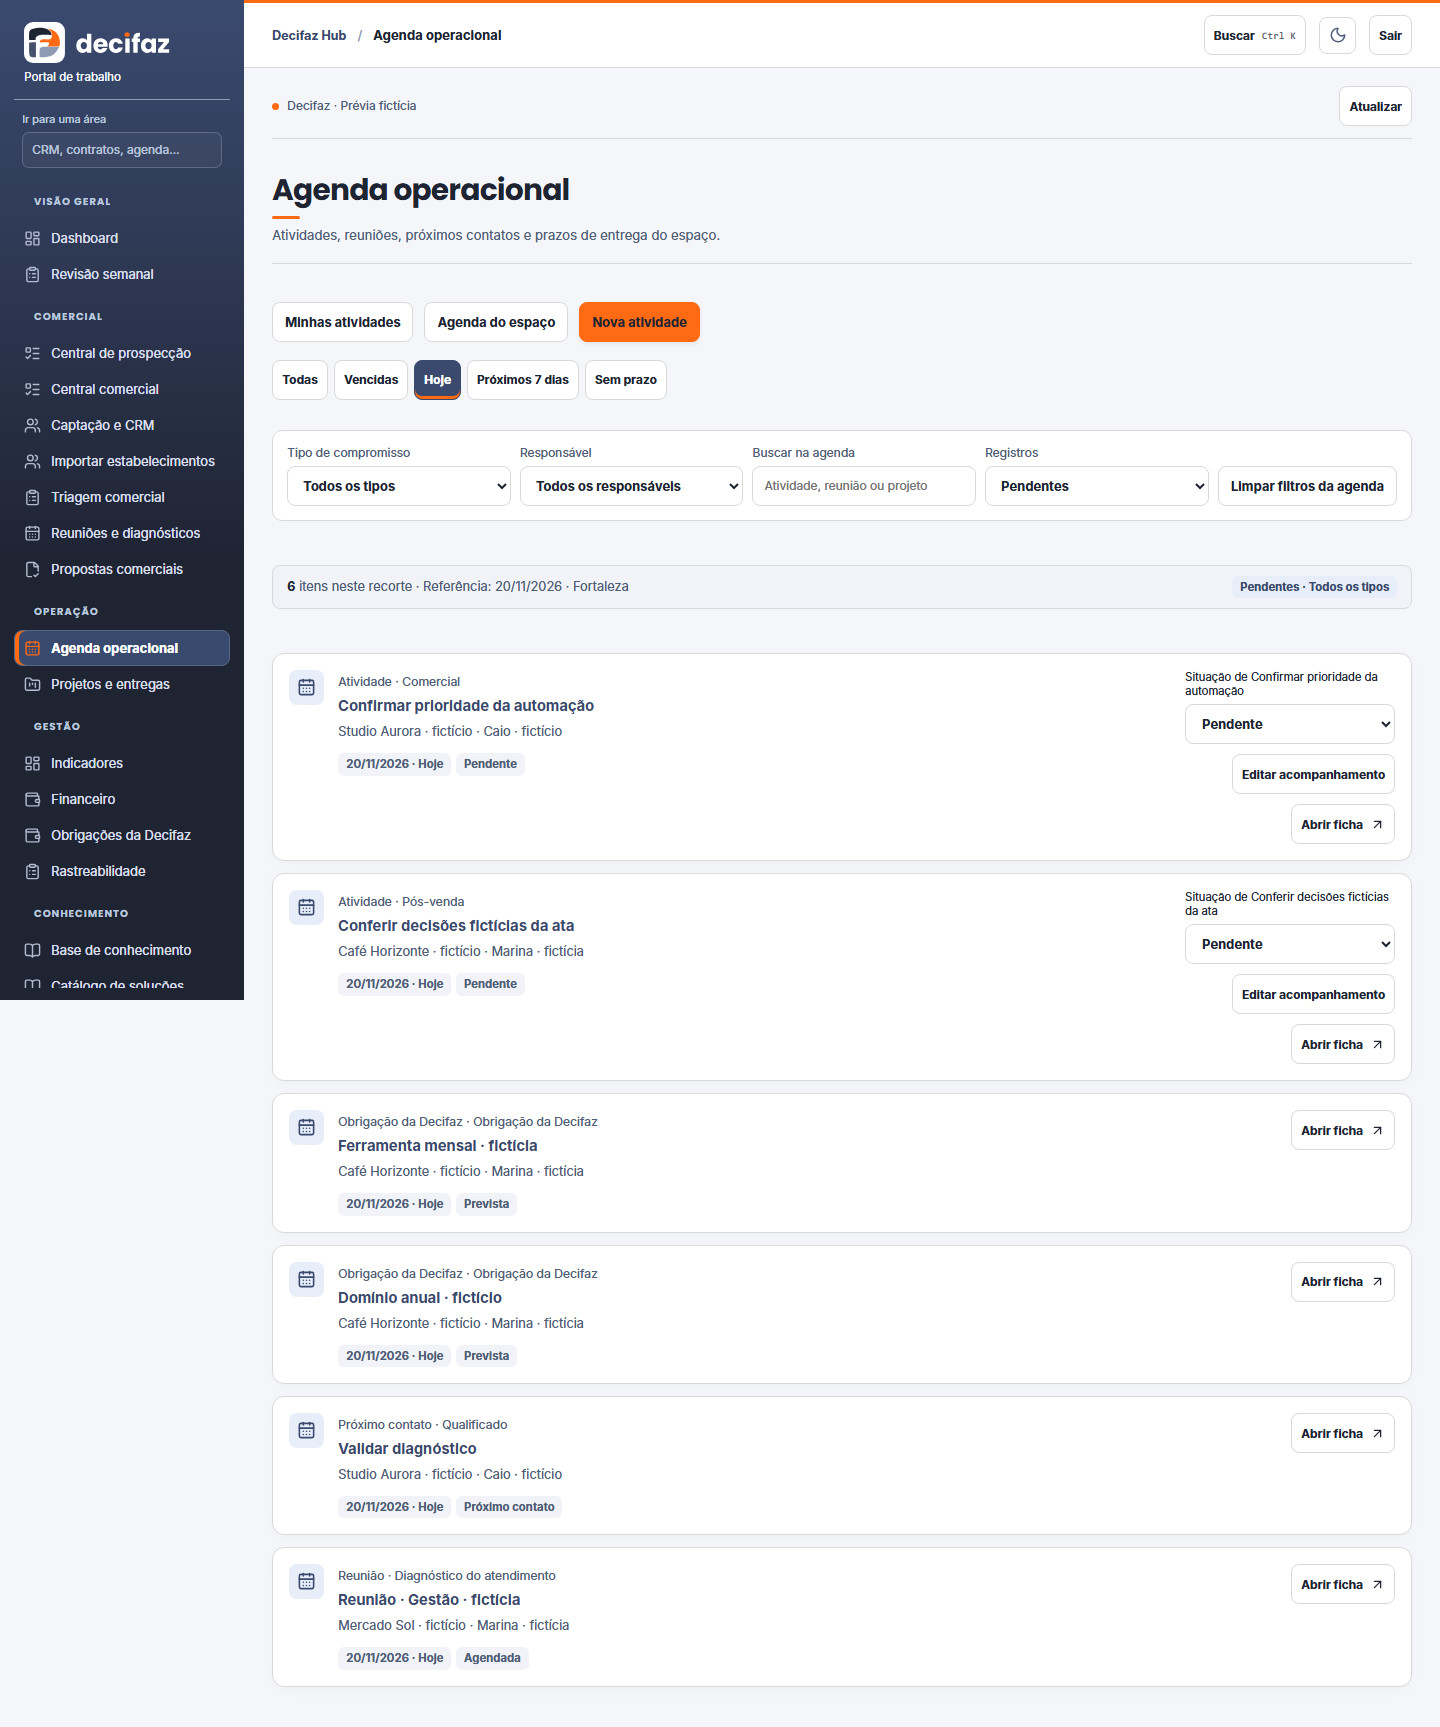 decifaz
Portal de trabalho
Ir para uma área
CRM, contratos, agenda...
VISÃO GERAL
Dashboard
Revisão semanal
COMERCIAL
Central de prospecção
Central comercial
Captação e CRM
Importar estabelecimentos
Triagem comercial
Reuniões e diagnósticos
Propostas comerciais
OPERAÇÃO
Agenda operacional
Projetos e entregas
GESTÃO
Indicadores
Financeiro
Obrigações da Decifaz
Rastreabilidade
CONHECIMENTO
Base de conhecimento
Catálogo de soluções
Decifaz Hub / Agenda operacional
Buscar Ctrl K
Sair
Decifaz · Prévia fictícia
Atualizar
Agenda operacional
Atividades, reuniões, próximos contatos e prazos de entrega do espaço.
Minhas atividades
Agenda do espaço
Nova atividade
Todas
Vencidas
Hoje
Próximos 7 dias
Sem prazo
Tipo de compromisso
Todos os tipos
Responsável
Todos os responsáveis
Buscar na agenda
Atividade, reunião ou projeto
Registros
Pendentes
Limpar filtros da agenda
6 itens neste recorte · Referência: 20/11/2026 · Fortaleza
Pendentes · Todos os tipos
Atividade · Comercial
Confirmar prioridade da automação
Studio Aurora · fictício · Caio · fictício
20/11/2026 · Hoje
Pendente
Situação de Confirmar prioridade da
automação
Pendente
Editar acompanhamento
Abrir ficha
Atividade · Pós-venda
Conferir decisões fictícias da ata
Café Horizonte · fictício · Marina · fictícia
20/11/2026 · Hoje
Pendente
Situação de Conferir decisões fictícias
da ata
Pendente
Editar acompanhamento
Abrir ficha
Obrigação da Decifaz · Obrigação da Decifaz
Ferramenta mensal · fictícia
Café Horizonte · fictício · Marina · fictícia
20/11/2026 · Hoje
Prevista
Abrir ficha
Obrigação da Decifaz · Obrigação da Decifaz
Domínio anual · fictício
Café Horizonte · fictício · Marina · fictícia
20/11/2026 · Hoje
Prevista
Abrir ficha
Próximo contato · Qualificado
Validar diagnóstico
Studio Aurora · fictício · Caio · fictício
20/11/2026 · Hoje
Próximo contato
Abrir ficha
Reunião · Diagnóstico do atendimento
Reunião · Gestão · fictícia
Mercado Sol · fictício · Marina · fictícia
20/11/2026 · Hoje
Agendada
Abrir ficha